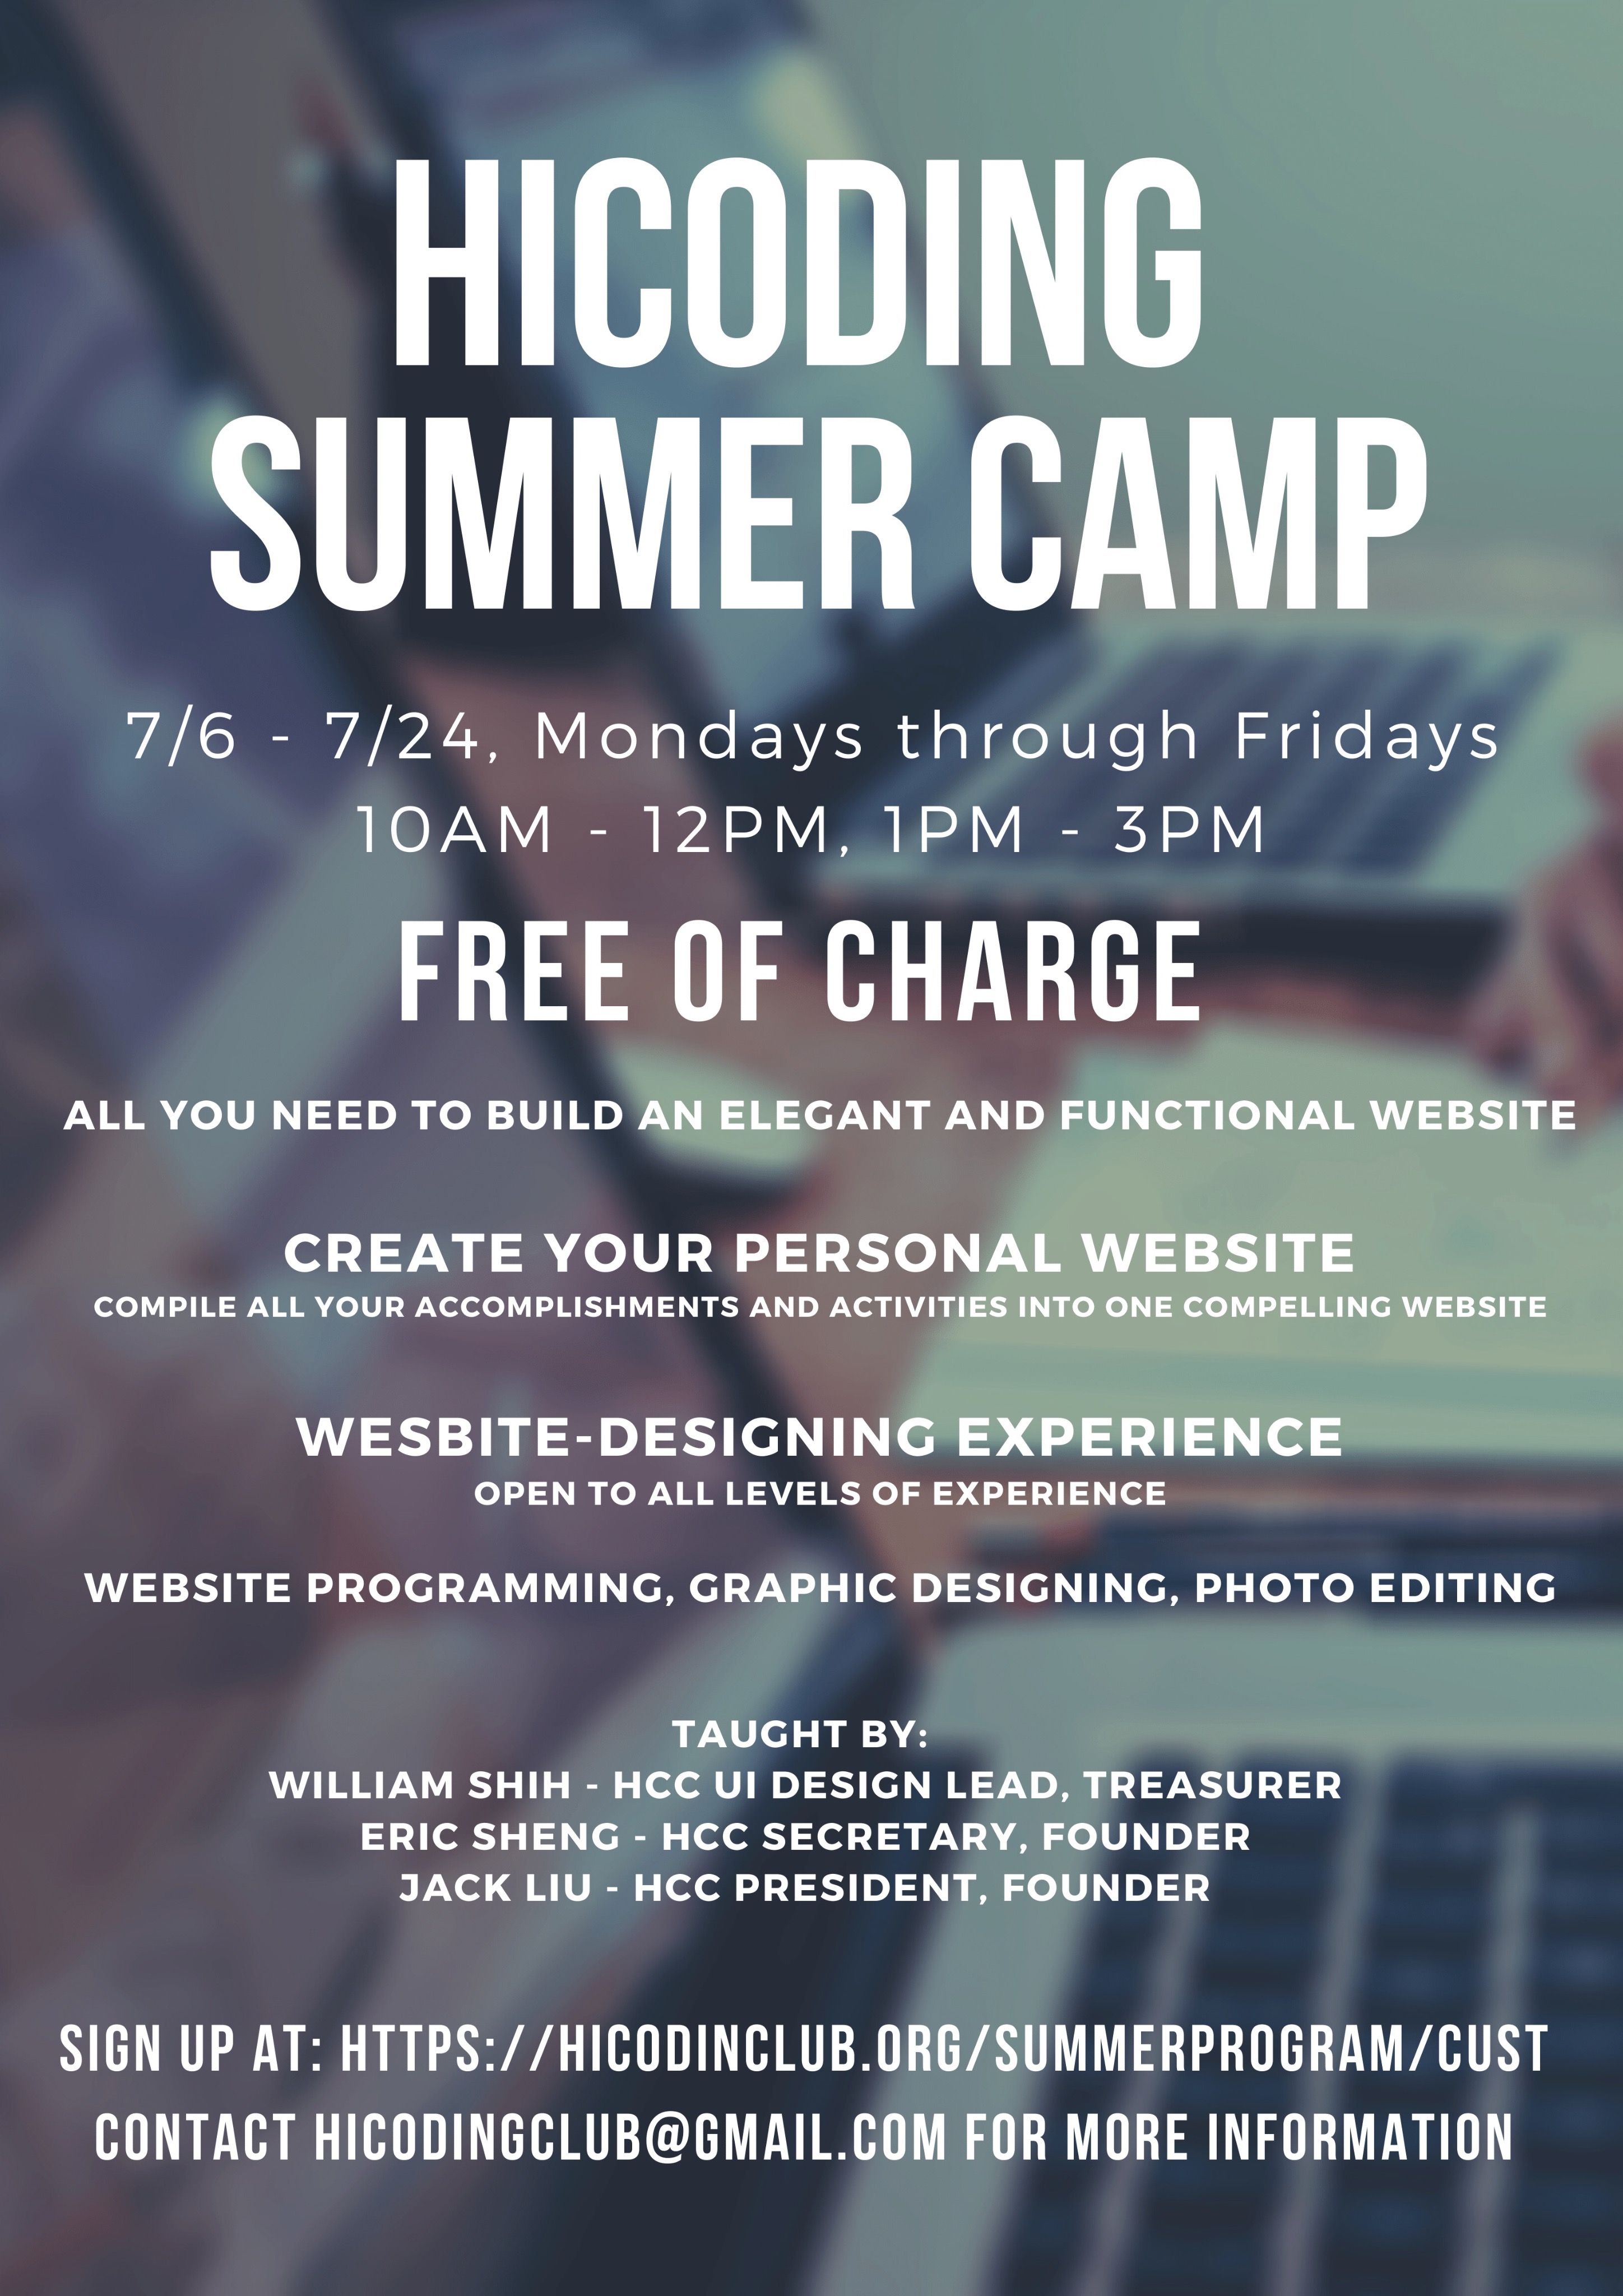 HICODING
SUMMER CAMP
7/6 - 7/24, Mondays through Fridays
10AM - 12PM, 1PM - 3PM
FREE OF CHARGE
ALL YOU NEED TO BUILD AN ELEGANT AND FUNCTIONAL WEBSITE
CREATE YOUR PERSONAL WEBSITE
COMPILE ALL YOUR ACCOMPLISHMENTS AND ACTIVITIES INTO ONE COMPELLING WEBSITE
WESBITE-DESIGNING EXPERIENCE
OPEN TO ALL LEVELS OF EXPERIENCE
WEBSITE PROGRAMMING, GRAPHIC DESIGNING, PHOTO EDITING
TAUGHT BY:
WILLIAM SHIH - HCC UI DESIGN LEAD, TREASURER
ERIC SHENG - HCC SECRETARY, FOUNDER
JACK LIU - HCC PRESIDENT, FOUNDER
SIGN UP AT: HTTPS://HICODINCLUB.ORG/SUMMERPROGRAM/CUST
CONTACT HICODINGCLUB@GMAIL.COM FOR MORE INFORMATION